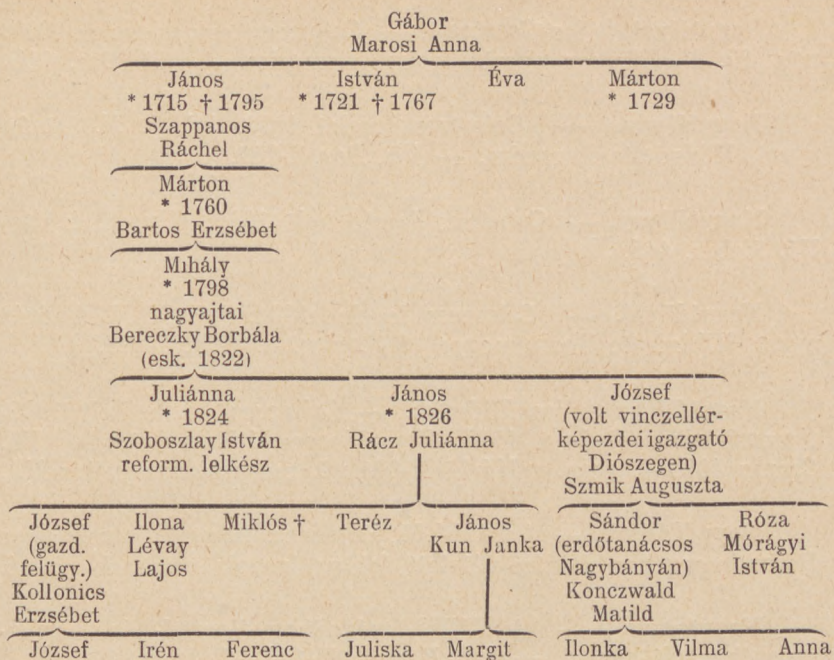 Gábor
Marosi Anna
János István Éva Márton
* 1715 † 1795 * 1721 † 1767 * 1729
Szappanos
Ráchel
Márton
* 1760
Bartos Erzsébet
Mihály
* 1798
nagyajtai
Bereczky Borbála
(esk. 1822)
Juliánna János József
* 1824 * 1826 (volt vinczellér-
Szoboszlay István Rácz Juliánna képezdei igazgató
reform. lelkész Diószegen)
Szmik Auguszta
József Ilona Miklós † Teréz János Sándor Róza
(gazd. Lévay Kun Janka (erdőtanácsos Mórágyi
felügy.) Lajos Nagybányán) István
Kollonics Konczwald
Erzsébet Matild
József Irén Ferenc Juliska Margit Ilonka Vilma Anna